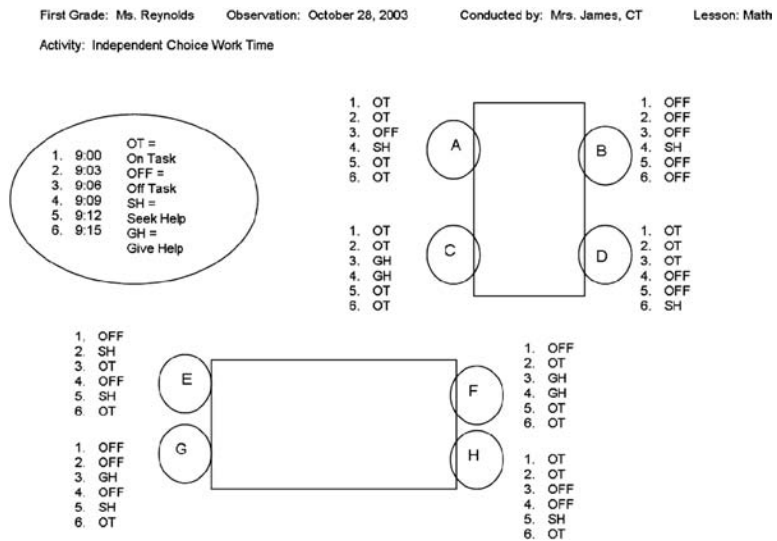 First Grade: Ms. Reynolds Observation: October 28, 2003 Conducted by: Mrs. James, CT Lesson: Math
Activity: Independent Choice Work Time
1. 9:00
2. 9:03
3. 9:06
4. 9:09
5. 9:12
6. 9:15
OT =
On Task
OFF =
Off Task
SH =
Seek Help
GH =
Give Help
1. OT
2. OT
3. OFF
4. SH
5. OT
6. OT
A
B
1. OFF
2. OFF
3. OFF
4. SH
5. OFF
6. OFF
1. OT
2. OT
3. GH
4. GH
5. OT
6. OT
C
D
1. OT
2. OT
3. OT
4. OFF
5. OFF
6. SH
1. OFF
2. SH
3. OT
4. OFF
5. SH
6. OT
E
F
1. OFF
2. OT
3. GH
4. GH
5. OT
6. OT
1. OFF
2. OFF
3. GH
4. OFF
5. SH
6. OT
G
H
1. OT
2. OT
3. OFF
4. OFF
5. SH
6. OT